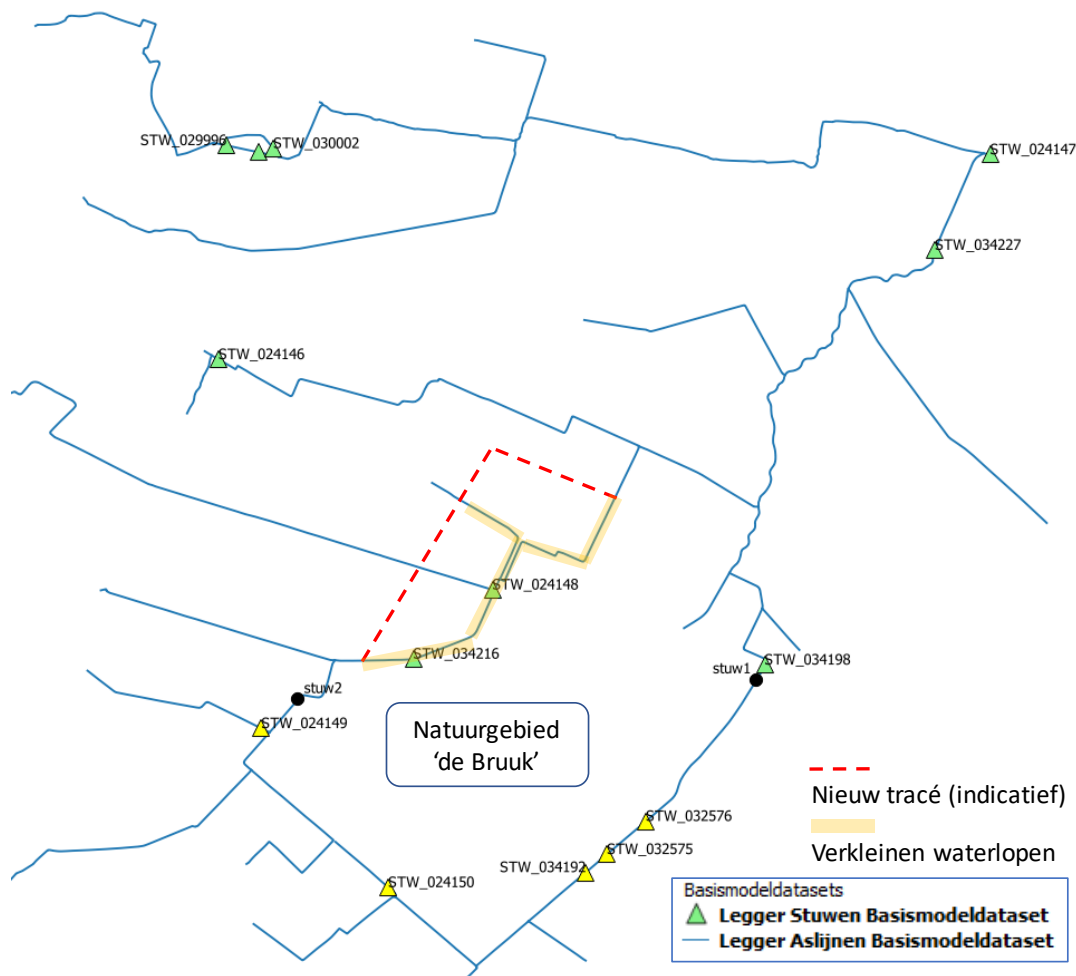 STW_029996
STW_030002
STW_024147
STW_034227
STW_024146
STW_024148
STW_034216
STW_034198
stuw1
stuw2
STW_024149
Natuurgebied
‘de Bruuk’
Nieuw tracé (indicatief)
STW_032576
Verkleinen waterlopen
STW_032575
STW_034192
STW_024150
Basismodeldatasets
Legger Stuwen Basismodeldataset
Legger Aslijnen Basismodeldataset